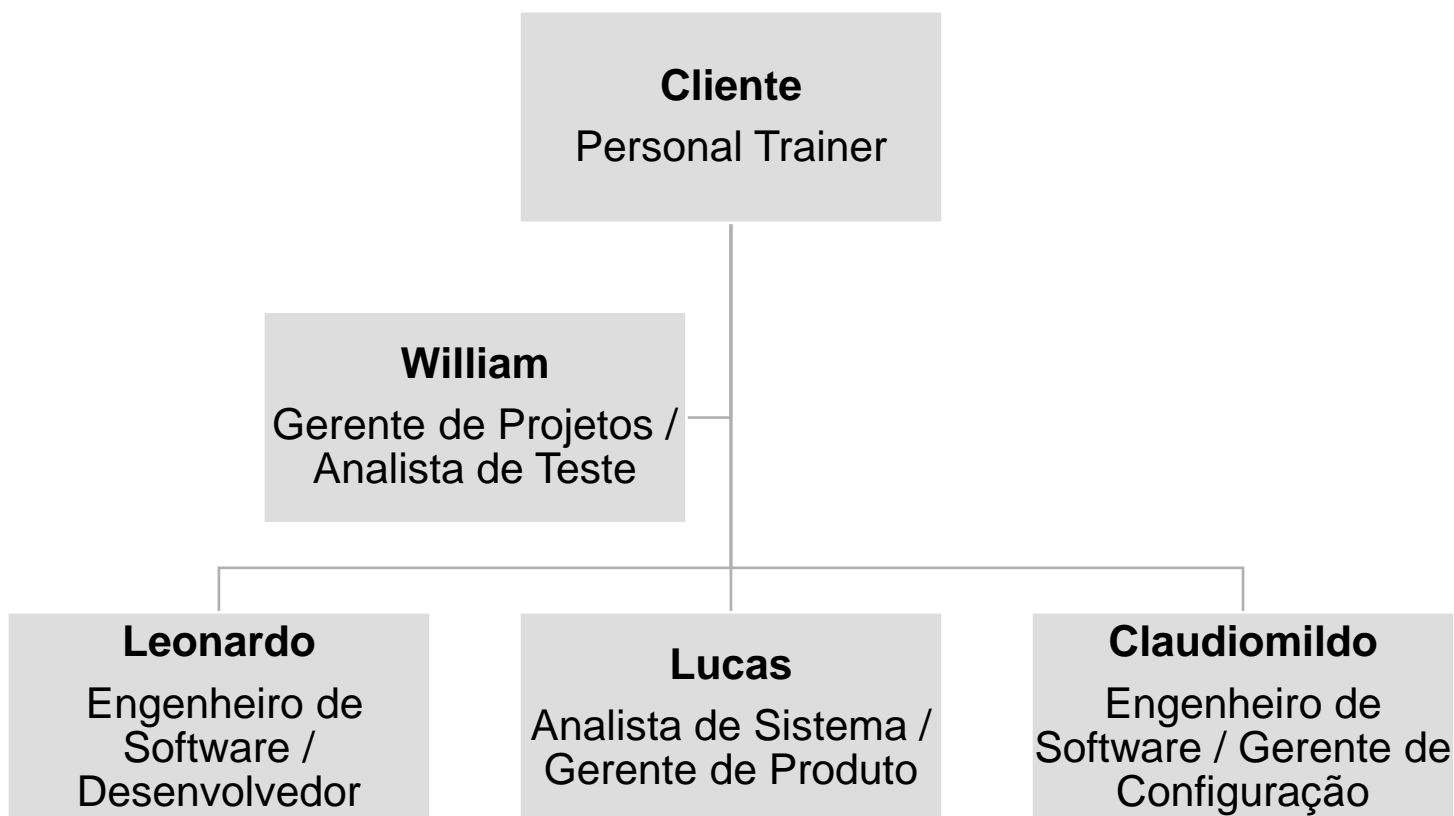 Cliente
Personal Trainer
William
Gerente de Projetos /
Analista de Teste
Leonardo
Engenheiro de
Software /
Desenvolvedor
Lucas
Analista de Sistema /
Gerente de Produto
Claudiomildo
Engenheiro de
Software / Gerente de
Configuração